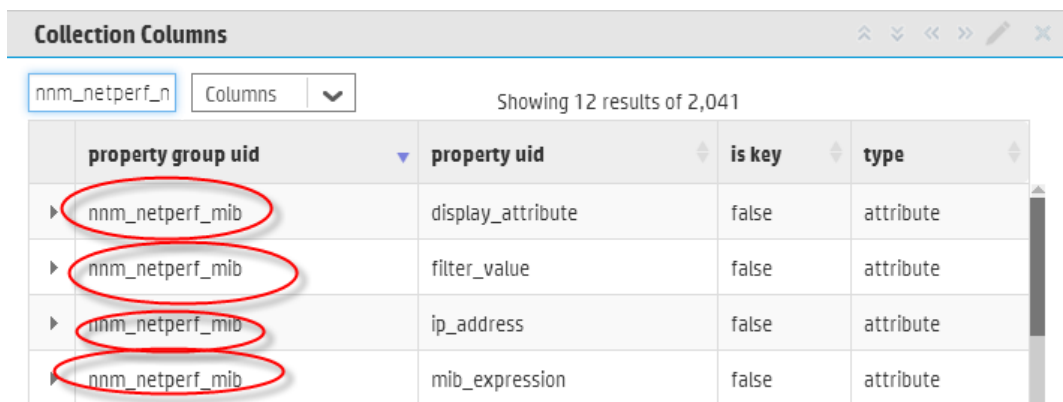 Collection Columns
nnm_netperf_n Columns Showing 12 results of 2,041
property group uid property uid is key type
nnm_netperf_mib display_attribute false attribute
nnm_netperf_mib filter_value false attribute
nnm_netperf_mib ip_address false attribute
nnm_netperf_mib mib_expression false attribute